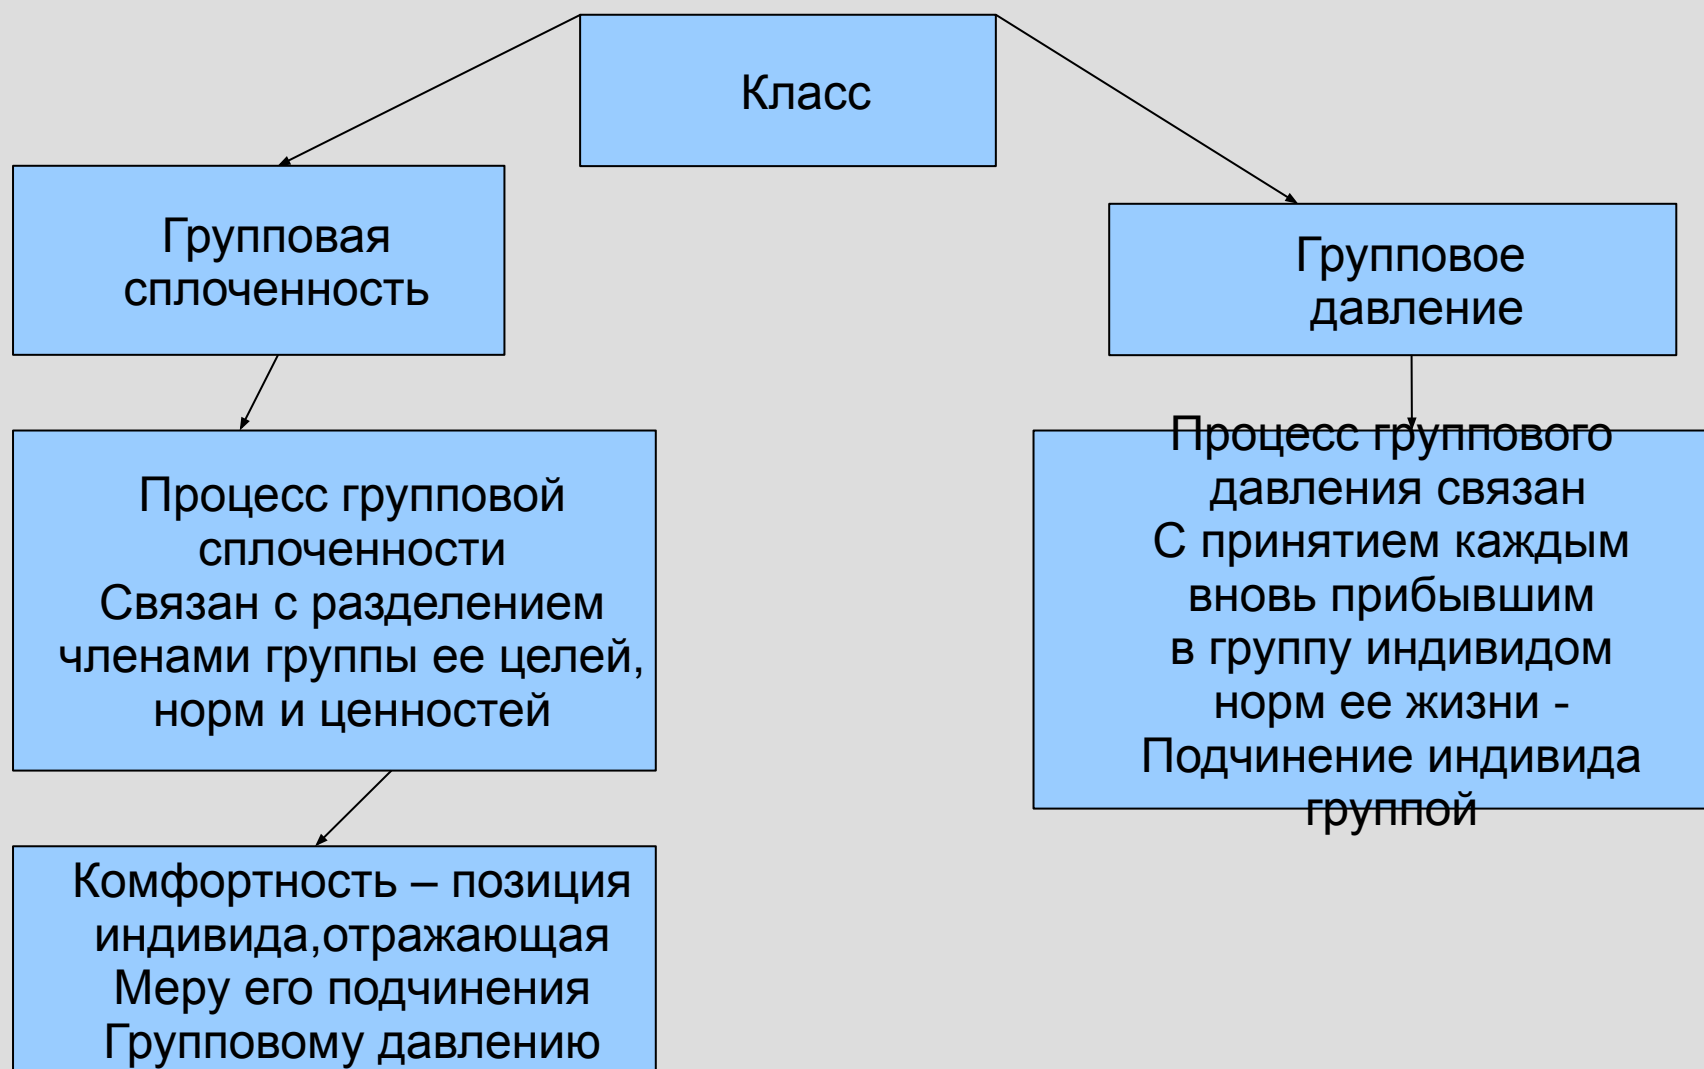 Класс
Групповая
сплоченность
Групповое
давление
Процесс групповой
сплоченности
Связан с разделением
членами группы ее целей,
норм и ценностей
Процесс группового
давления связан
С принятием каждым
вновь прибывшим
в группу индивидом
норм ее жизни -
Подчинение индивида
группой
Комфортность – позиция
индивида,отражающая
Меру его подчинения
Групповому давлению